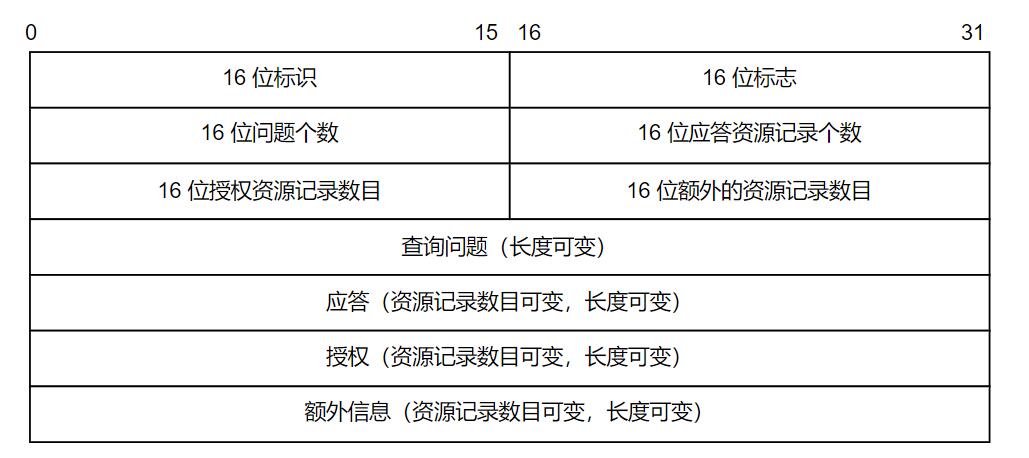 0 15 16 31
16 位标识 16 位标志
16 位问题个数 16 位应答资源记录个数
16 位授权资源记录数目 16 位额外的资源记录数目
查询问题（长度可变）
应答（资源记录数目可变，长度可变）
授权（资源记录数目可变，长度可变）
额外信息（资源记录数目可变，长度可变）